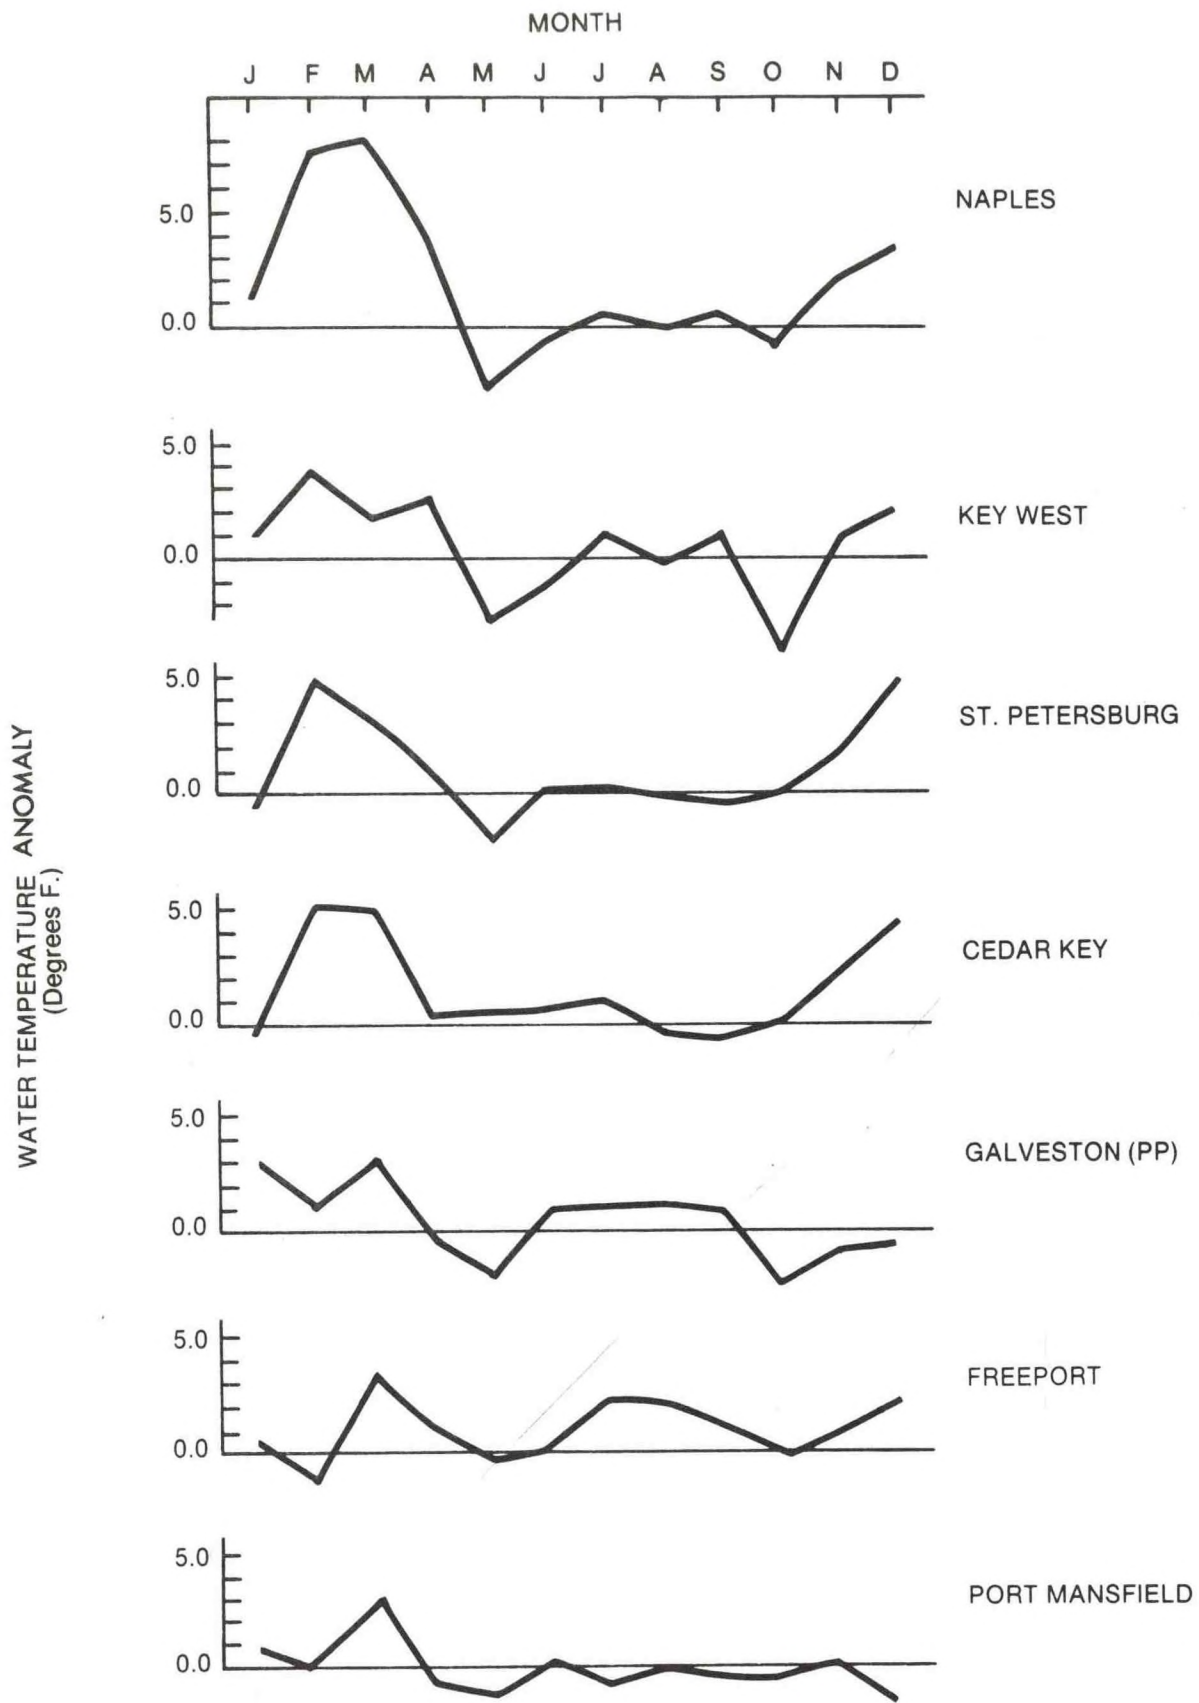 MONTH
J F M A M J J A S O N D
NAPLES
5.0
0.0
5.0
KEY WEST
0.0
5.0
ST. PETERSBURG
0.0
WATER TEMPERATURE ANOMALY
(Degrees F.)
5.0
CEDAR KEY
0.0
5.0
GALVESTON (PP)
0.0
5.0
FREEPORT
0.0
5.0
PORT MANSFIELD
0.0